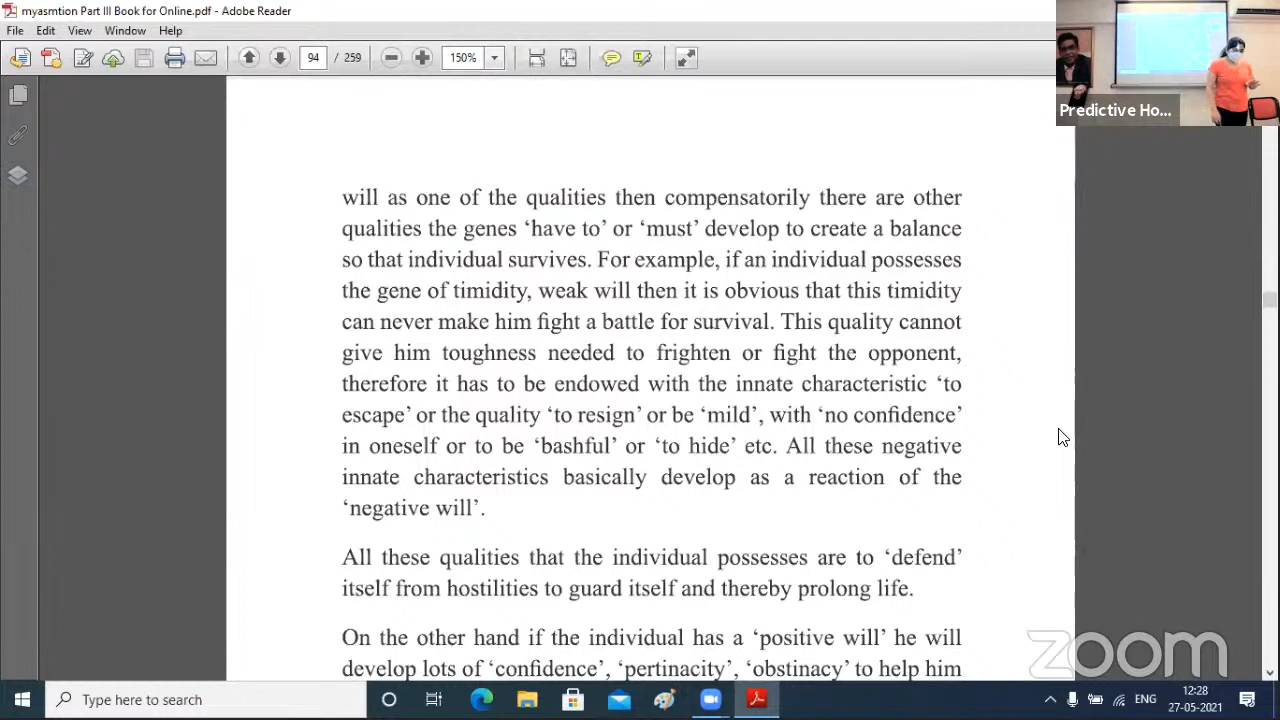 myasmtion Part III Book for Online.pdf - Adobe Reader
File Edit View Window Help
94 / 259 150%
Predictive Ho...
will as one of the qualities then compensatorily there are other
qualities the genes ‘have to’ or ‘must’ develop to create a balance
so that individual survives. For example, if an individual possesses
the gene of timidity, weak will then it is obvious that this timidity
can never make him fight a battle for survival. This quality cannot
give him toughness needed to frighten or fight the opponent,
therefore it has to be endowed with the innate characteristic ‘to
escape’ or the quality ‘to resign’ or be ‘mild’, with ‘no confidence’
in oneself or to be ‘bashful’ or ‘to hide’ etc. All these negative
innate characteristics basically develop as a reaction of the
‘negative will’.
All these qualities that the individual possesses are to ‘defend’
itself from hostilities to guard itself and thereby prolong life.
On the other hand if the individual has a ‘positive will’ he will
develop lots of ‘confidence’, ‘pertinacity’, ‘obstinacy’ to help him
zoom
Type here to search
ENG
12:28
27-05-2021